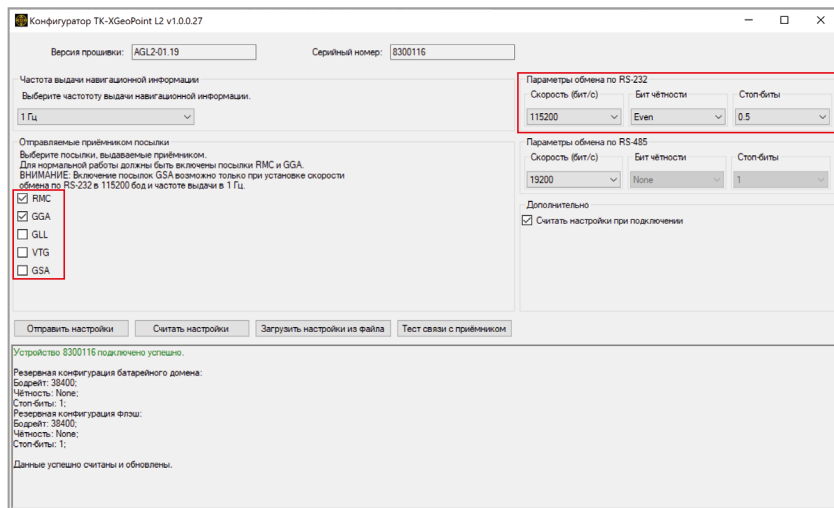 Конфигуратор TK-XGeoPoint L2 v1.0.0.27
Версия прошивки: AGL2-01.19 Серийный номер: 8300116
Частота выдачи навигационной информации
Выберите частототу выдачи навигационной информации.
1 Гц
Параметры обмена по RS-232
Скорость (бит/с) Бит чётности Стоп-биты
115200 Even 0.5
Отправляемые приёмником посылки
Выберите посылки, выдаваемые приёмником.
Для нормальной работы должны быть включены посылки RMC и GGA.
ВНИМАНИЕ: Включение посылок GSA возможно только при установке скорости
обмена по RS-232 в 115200 бод и частоте выдачи в 1 Гц.
RMC
GGA
GLL
VTG
GSA
Параметры обмена по RS-485
Скорость (бит/с) Бит чётности Стоп-биты
19200 None 1
Дополнительно
Считать настройки при подключении
Отправить настройки Считать настройки Загрузить настройки из файла Тест связи с приёмником
Устройство 8300116 подключено успешно.
Резервная конфигурация батарейного домена:
Бодрейт: 38400;
Чётность: None;
Стоп-биты: 1;
Резервная конфигурация флэш:
Бодрейт: 38400;
Чётность: None;
Стоп-биты: 1;
Данные успешно считаны и обновлены.